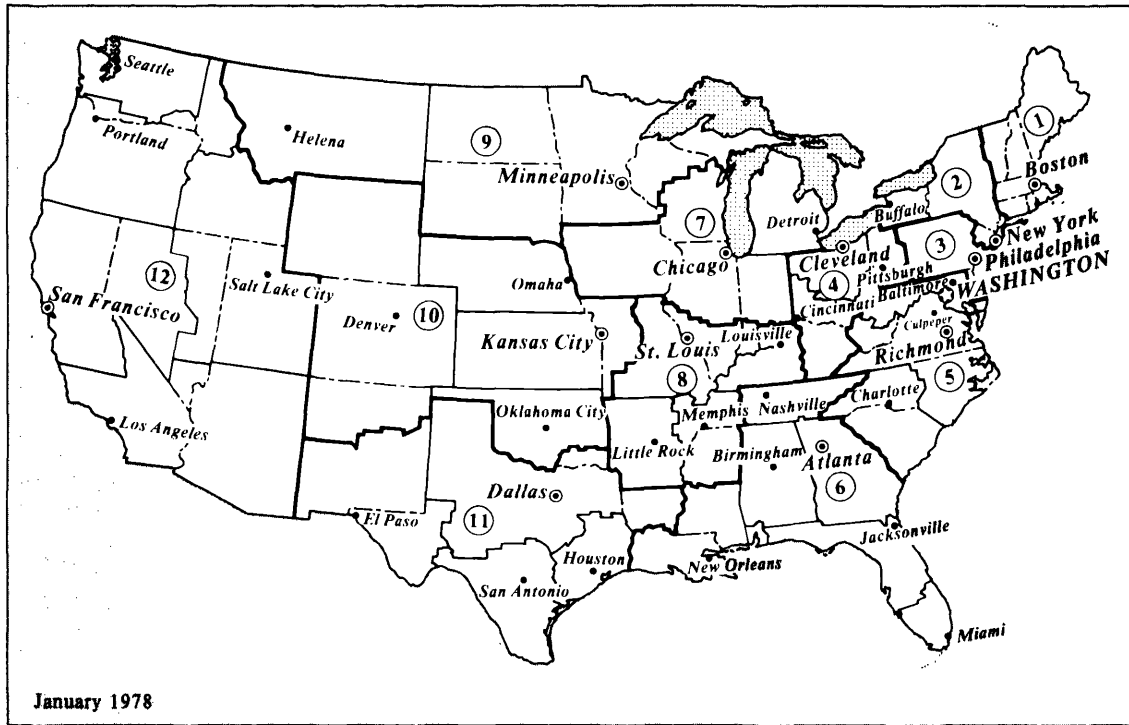 Seattle
Portland
Helena
9
Minneapolis
1
Boston
2
Buffalo
Detroit
7
Chicago
New York
3
Philadelphia
Cleveland
Pittsburgh
4
Cincinnati
Baltimore
WASHINGTON
12
San Francisco
Salt Lake City
Omaha
Denver
10
Kansas City
St. Louis
Louisville
Culpeper
Richmond
8
5
Los Angeles
Oklahoma City
Memphis
Nashville
Charlotte
Little Rock
Birmingham
Atlanta
6
Dallas
11
El Paso
Houston
San Antonio
New Orleans
Jacksonville
Miami
January 1978